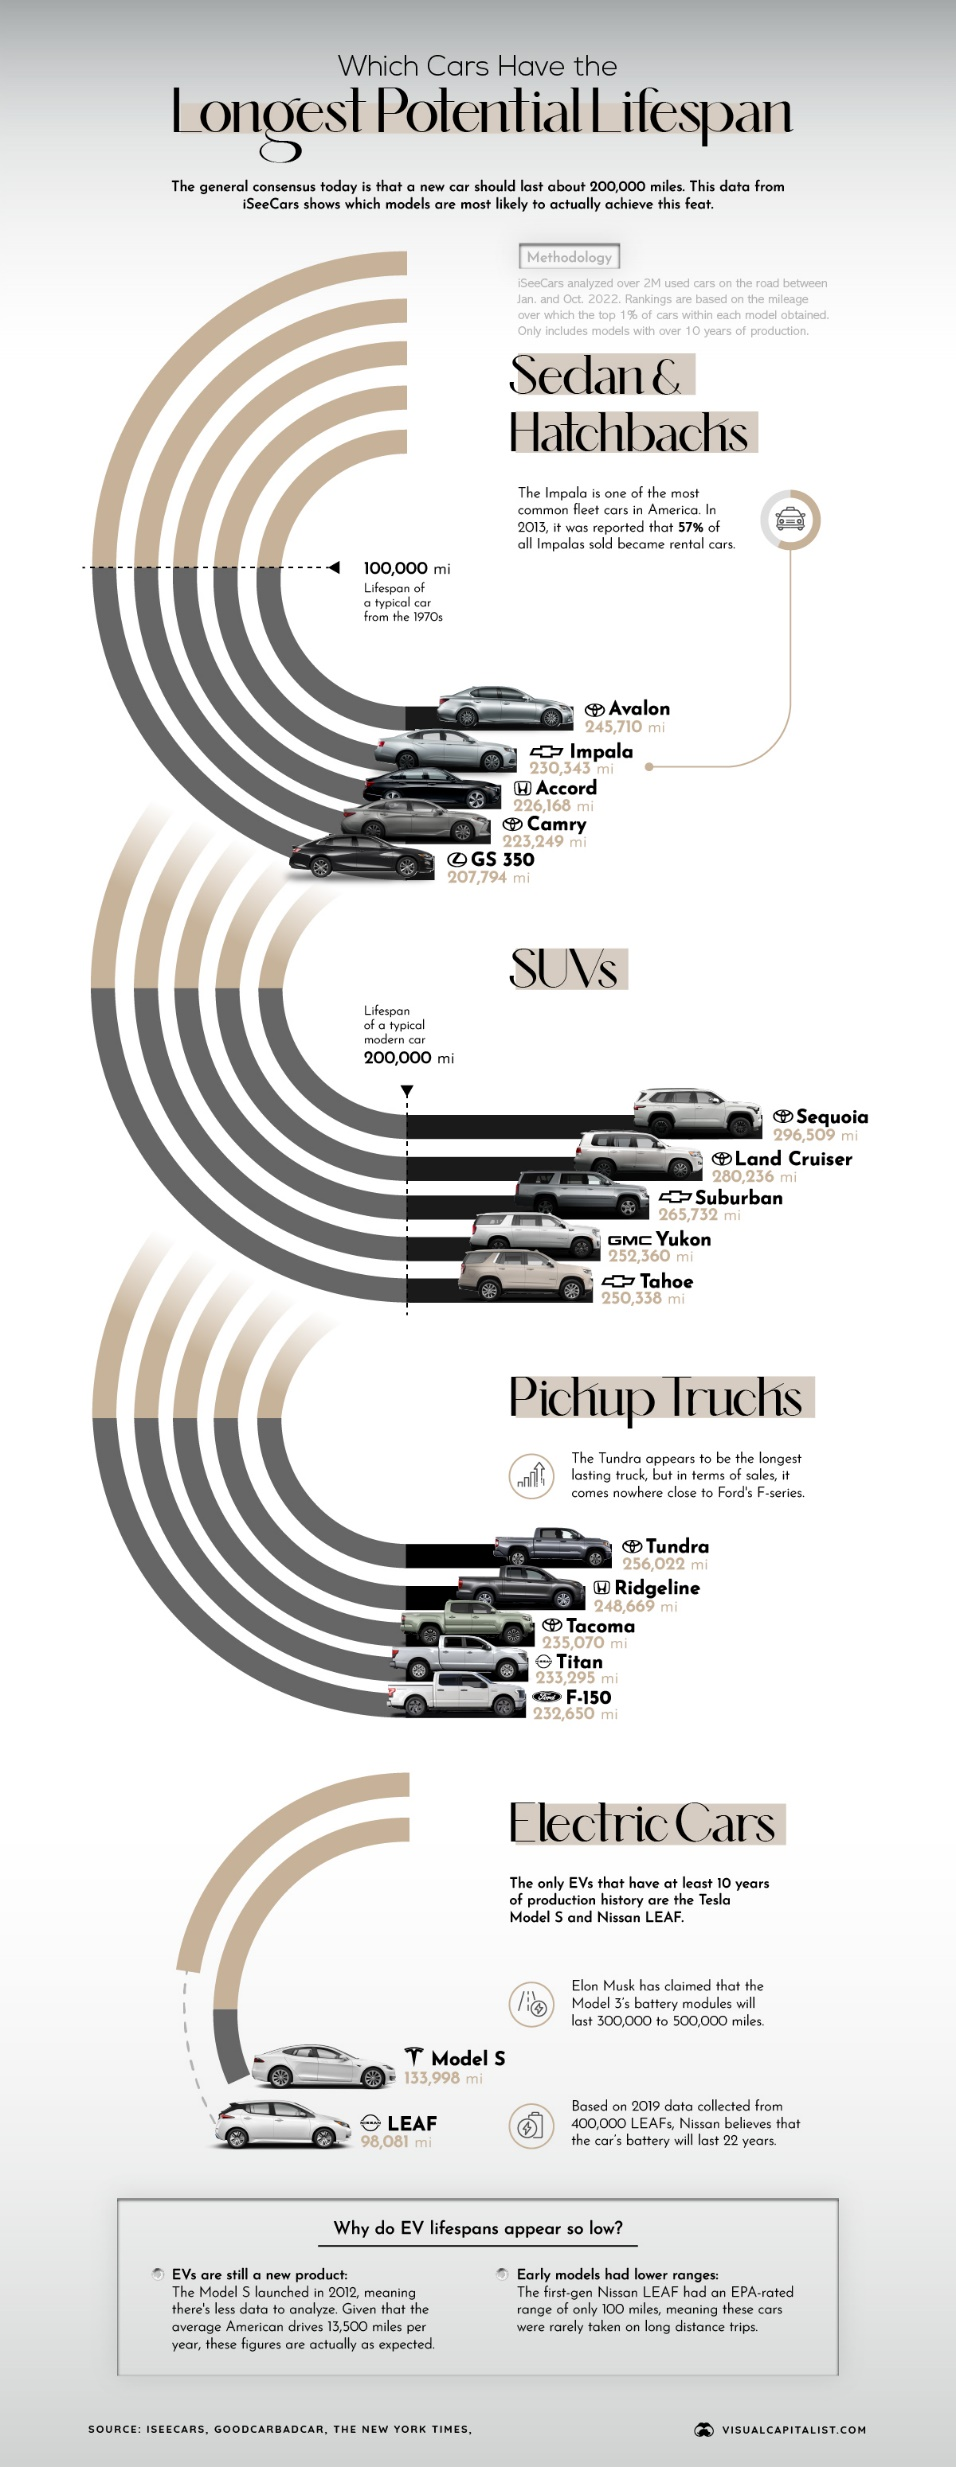 Which Cars Have the
Longest Potential Lifespan
The general consensus today is that a new car should last about 200,000 miles. This data from
iSeeCars shows which models are most likely to actually achieve this feat.
Methodology
iSeeCars analyzed over 2M used cars on the road between
Jan. and Oct. 2022. Rankings are based on the mileage
over which the top 1% of cars within each model obtained.
Only includes models with over 10 years of production.
Sedan &
Hatchbacks
The Impala is one of the most
common fleet cars in America. In
2013, it was reported that 57% of
all Impalas sold became rental cars.
100,000 mi
Lifespan of
a typical car
from the 1970s
Avalon
245,710 mi
Impala
230,343 mi
Accord
226,168 mi
Camry
223,249 mi
GS 350
207,794 mi
SUVs
Lifespan
of a typical
modern car
200,000 mi
Sequoia
296,509 mi
Land Cruiser
280,236 mi
Suburban
265,732 mi
GMC Yukon
252,360 mi
Tahoe
250,338 mi
Pickup Trucks
The Tundra appears to be the longest
lasting truck, but in terms of sales, it
comes nowhere close to Ford's F-series.
Tundra
256,022 mi
Ridgeline
248,669 mi
Tacoma
235,070 mi
Titan
233,295 mi
Ford F-150
232,650 mi
Electric Cars
The only EVs that have at least 10 years
of production history are the Tesla
Model S and Nissan LEAF.
Elon Musk has claimed that the
Model 3's battery modules will
last 300,000 to 500,000 miles.
Model S
133,998 mi
Based on 2019 data collected from
400,000 LEAFs, Nissan believes that
the car's battery will last 22 years.
LEAF
98,081 mi
Why do EV lifespans appear so low?
EVs are still a new product:
The Model S launched in 2012, meaning
there's less data to analyze. Given that the
average American drives 13,500 miles per
year, these figures are actually as expected.
Early models had lower ranges:
The first-gen Nissan LEAF had an EPA-rated
range of only 100 miles, meaning these cars
were rarely taken on long distance trips.
SOURCE: ISEECARS, GOODCARBADCAR, THE NEW YORK TIMES,
VISUALCAPITALIST.COM